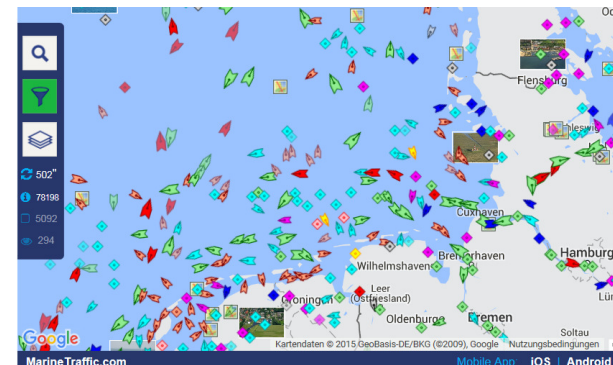 Flensburg
502"
78198
5092
294
Cuxhaven
Hamburg
Bremerhaven
Wilhelmshaven
Leer
(Ostfriesland)
Groningen
Oldenburg
Bremen
Soltau
Google
Kartendaten © 2015 GeoBasis-DE/BKG (©2009), Google
Nutzungsbedingungen
MarineTraffic.com
Mobile App: iOS | Android